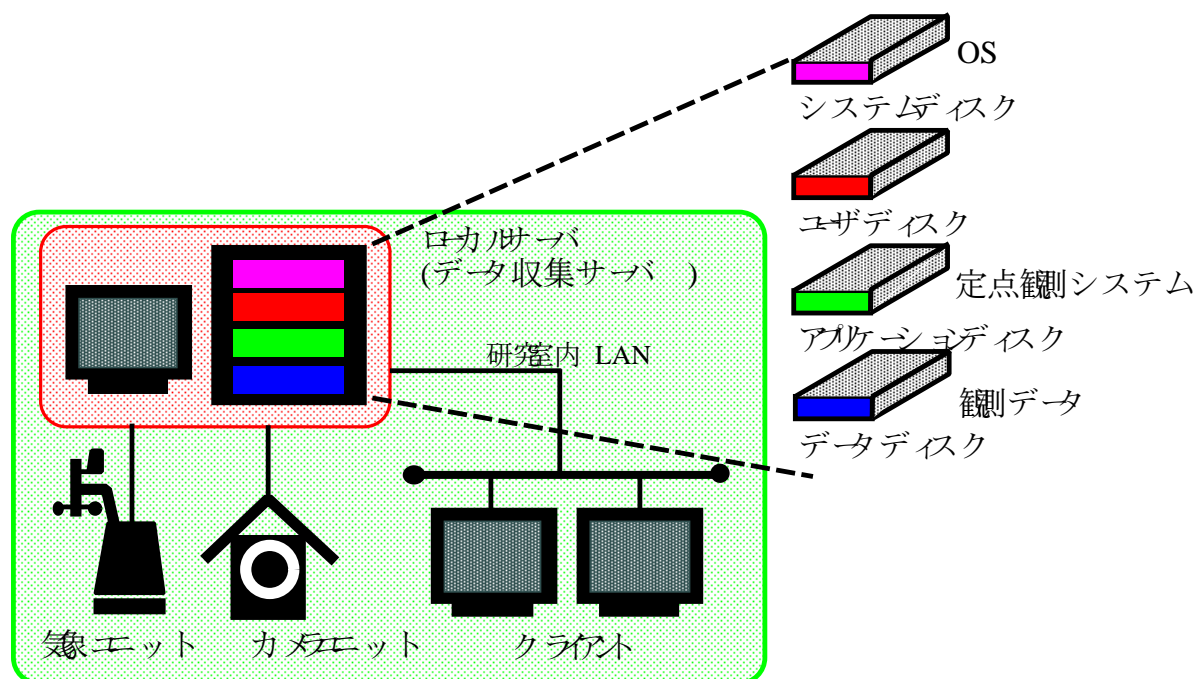 OS
システムディスク
ユーザディスク
ローカルサーバ
(データ収集サーバ )
定点観測システム
アプリケーションディスク
研究室内 LAN
観測データ
データディスク
気象ユニット
カメラユニット
クライアント